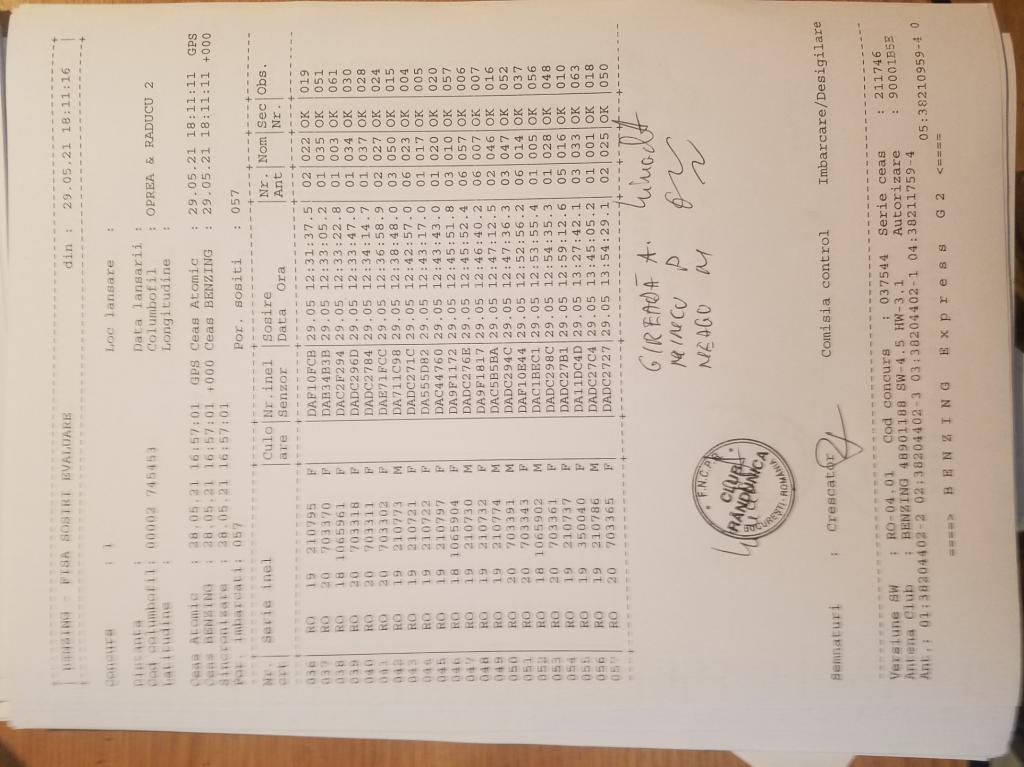 BENZING - FISA SOSIRI EVALUARE din : 29.05.21 18:11:16
Concurs : 1 Loc lansare :
Distanta : Data lansarii :
Cod columbofil: 00002 745453 Columbofil : OPREA & RADUCU 2
Latitudine : Longitudine :
Ceas Atomic : 28.05.21 16:57:01 GPS Ceas Atomic : 29.05.21 18:11:11 GPS
Ceas BENZING : 28.05.21 16:57:01 +000 Ceas BENZING : 29.05.21 18:11:11 +000
Sincronizare : 28.05.21 16:57:01
Por. imbarcati: 057 Por. sositi : 057
Nr. Serie inel Culo Nr.inel Sosire Nr. Nom Sec Obs.
crt are Senzor Data Ora Ant Nr.
036 RO 19 210795 F DAF10FCB 29.05 12:31:37.5 02 022 OK 019
037 RO 20 703370 F DAB34B3B 29.05 12:33:05.2 01 035 OK 051
038 RO 18 1065961 F DAC2F294 29.05 12:33:22.8 01 003 OK 061
039 RO 20 703318 F DADC296D 29.05 12:33:47.0 01 034 OK 030
040 RO 20 703311 F DADC2784 29.05 12:34:14.7 01 037 OK 028
041 RO 20 703302 F DAE71FCC 29.05 12:36:58.9 02 027 OK 024
042 RO 19 210773 M DA711C98 29.05 12:38:48.0 03 050 OK 015
043 RO 19 210721 F DADC271C 29.05 12:42:57.0 06 023 OK 004
044 RO 19 210722 F DA555D82 29.05 12:43:17.0 01 017 OK 005
045 RO 19 210797 F DAC44760 29.05 12:43:43.0 01 020 OK 020
046 RO 18 1065904 F DA9F1172 29.05 12:45:51.8 03 010 OK 057
047 RO 19 210730 M DADC276E 29.05 12:45:52.4 06 057 OK 006
048 RO 19 210732 F DA9F1817 29.05 12:46:40.2 06 007 OK 007
049 RO 19 210774 M DAC5B5BA 29.05 12:47:12.5 02 046 OK 016
050 RO 20 703391 F DADC294C 29.05 12:47:36.3 03 047 OK 052
051 RO 20 703343 F DAF10E44 29.05 12:52:56.2 06 014 OK 037
052 RO 18 1065902 M DAC1BEC1 29.05 12:53:55.4 01 005 OK 056
053 RO 20 703361 F DADC298C 29.05 12:54:35.3 01 028 OK 048
054 RO 19 210737 F DADC27B1 29.05 12:59:12.6 05 016 OK 010
055 RO 19 350040 F DA11DC4D 29.05 13:27:42.1 03 033 OK 063
056 RO 19 210786 M DADC27C4 29.05 13:45:05.2 01 001 OK 018
057 RO 20 703365 F DADC2727 29.05 13:54:29.1 02 025 OK 050
GIREADĂ A.
MINCU P
NEAGO M
F.N.C.P.R.
CLUB
PANDUNICA
BUCUREȘTI - ROMÂNIA
Semnaturi : Crescator Comisia control Imbarcare/Desigilare
Versiune SW : RO-04.01 Cod concurs : 037544 Serie ceas : 211746
Antena Club : BENZING 48901188 SW-4.5 HW-3.1 Autorizare : 90001B5E
Ant.: 01:38204402-2 02:38204402-3 03:38204402-1 04:38211759-4 05:38210959-4 0
====> B E N Z I N G E X p r e s s G 2 <====